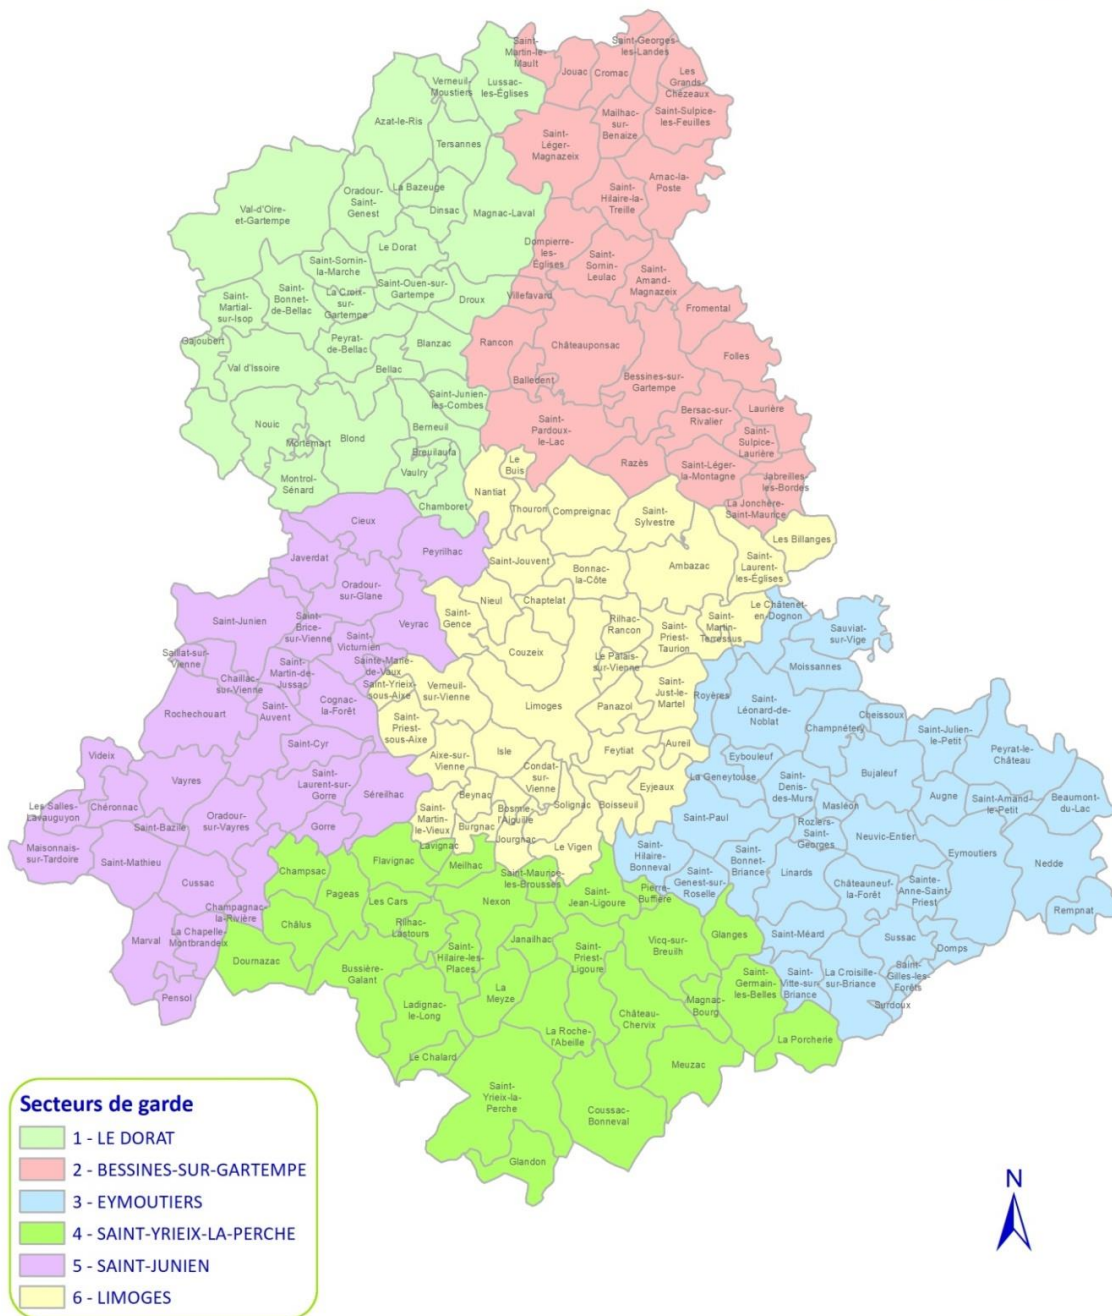 Saint-
Martin-le-
Mault
Saint-Georges-
les-Landes
Jouac
Cromac
Les
Grands-
Chézeaux
Verneuil-
Moustiers
Lussac-
les-Églises
Azat-le-Ris
Tersannes
Saint-
Léger-
Magnazeix
Mailhac-
sur-
Benaize
Saint-Sulpice-
les-Feuilles
Val-d'Oire-
et-Gartempe
Oradour-
Saint-
Genest
La Bazeuge
Dinsac
Magnac-Laval
Saint-
Hilaire-la-
Treille
Arnac-la-
Poste
Le Dorat
Saint-Sornin-
la-Marche
Dompierre-
les-
Églises
Saint-
Sornin-
Leulac
Saint-
Amand-
Magnazeix
Saint-
Martial-
sur-Isop
Saint-
Bonnet-
de-Bellac
La Croix-
sur-
Gartempe
Saint-Ouen-sur-
Gartempe
Droux
Villefavard
Fromental
Gajoubert
Val d'Issoire
Peyrat-
de-Bellac
Blanzac
Bellac
Rancon
Châteauponsac
Folles
Balledent
Bessines-sur-
Gartempe
Saint-Junien-
les-Combes
Nouic
Mortemart
Blond
Berneuil
Breuilaufa
Vaulry
Saint-
Pardoux-
le-Lac
Bersac-sur-
Rivalier
Laurière
Saint-
Sulpice-
Laurière
Montrol-
Sénard
Chamboret
Nantiat
Le
Buis
Razès
Saint-Léger-
la-Montagne
Jabreilles-
les-Bordes
La Jonchère-
Saint-Maurice
Thouron
Compreignac
Saint-
Sylvestre
Les Billanges
Cieux
Javerdat
Peyrilhac
Saint-Jouvent
Bonnac-
la-Côte
Ambazac
Saint-
Laurent-
les-Églises
Oradour-
sur-Glane
Nieul
Chaptelat
Saint-
Gence
Rilhac-
Rancon
Saint-
Priest-
Taurion
Saint-
Martin-
Terressus
Le Châtenet-
en-Dognon
Sauviat-
sur-Vige
Saint-Junien
Saint-
Brice-
sur-Vienne
Veyrac
Saint-
Victurnien
Couzeix
Le Palais-
sur-Vienne
Moissannes
Saillat-sur-
Vienne
Chaillac-
sur-Vienne
Saint-
Martin-de-
Jussac
Sainte-Marie-
de-Vaux
Saint-Yrieix-
sous-Aixe
Verneuil-
sur-Vienne
Limoges
Panazol
Saint-
Just-le-
Martel
Royères
Saint-
Léonard-de-
Noblat
Champnétery
Cheissoux
Saint-Julien-
le-Petit
Peyrat-le-
Château
Rochechouart
Saint-
Auvent
Cognac-
la-Forêt
Saint-
Priest-
sous-Aixe
Saint-Cyr
Aixe-sur-
Vienne
Isle
Condat-
sur-
Vienne
Feytiat
Aureil
Eybouleuf
La Geneytouse
Saint-
Denis-
des-Murs
Bujaleuf
Augne
Saint-Amand-
le-Petit
Beaumont-
du-Lac
Videix
Vayres
Saint-
Laurent-sur-
Gorre
Séreilhac
Beynac
Bosmie-
l'Aiguille
Solignac
Boisseuil
Eyjeaux
Masléon
Les Salles-
Lavauguyon
Chéronnac
Saint-Bazile
Oradour-
sur-Vayres
Gorre
Saint-
Martin-
le-Vieux
Burgnac
Jourgnac
Le Vigen
Saint-Paul
Roziers-
Saint-
Georges
Neuvic-Entier
Eymoutiers
Nedde
Maisonnais-
sur-Tardoire
Saint-Mathieu
Cussac
Champsac
Flavignac
Lavignac
Meilhac
Saint-Maurice-
les-Brousses
Saint-
Hilaire-
Bonneval
Saint-
Genest-sur-
Roselle
Saint-
Bonnet-
Briance
Linards
Châteauneuf-
la-Forêt
Sainte-
Anne-Saint-
Priest
Rempnat
Champagnac-
la-Rivière
Pageas
Les Cars
Nexon
Saint-
Jean-Ligoure
Pierre-
Buffière
Châlus
Rilhac-
Lastours
Janailhac
Vicq-sur-
Breuilh
Glanges
Saint-Méard
Sussac
Domps
Marval
La Chapelle-
Montbrandeix
Dournazac
Saint-
Hilaire-les-
Places
Saint-
Priest-
Ligoure
Bussière-
Galant
Saint-
Germain-
les-Belles
Saint-
Vitte-sur-
Briance
La Croisille-
sur-Briance
Saint-
Gilles-les-
Forêts
Surdoux
Pensol
Ladignac-
le-Long
La
Meyze
Château-
Chervix
Magnac-
Bourg
La Porcherie
La Roche-
l'Abeille
Le Chalard
Meuzac
Saint-
Yrieix-la-
Perche
Coussac-
Bonneval
Glandon
Secteurs de garde
1 - LE DORAT
2 - BESSINES-SUR-GARTEMPE
3 - EYMOUTIERS
4 - SAINT-YRIEIX-LA-PERCHE
5 - SAINT-JUNIEN
6 - LIMOGES
N